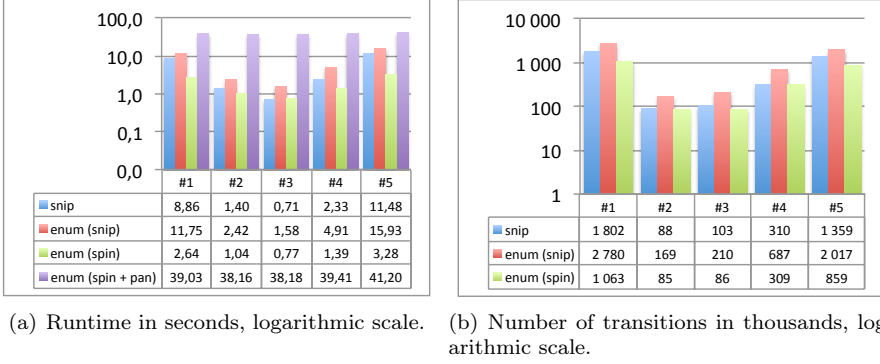 100,0
10,0
1,0
0,1
0,0
#1 #2 #3 #4 #5
snip 8,86 1,40 0,71 2,33 11,48
enum (snip) 11,75 2,42 1,58 4,91 15,93
enum (spin) 2,64 1,04 0,77 1,39 3,28
enum (spin + pan) 39,03 38,16 38,18 39,41 41,20
(a) Runtime in seconds, logarithmic scale.
10 000
1 000
100
10
1
#1 #2 #3 #4 #5
snip 1 802 88 103 310 1 359
enum (snip) 2 780 169 210 687 2 017
enum (spin) 1 063 85 86 309 859
(b) Number of transitions in thousands, log
arithmic scale.